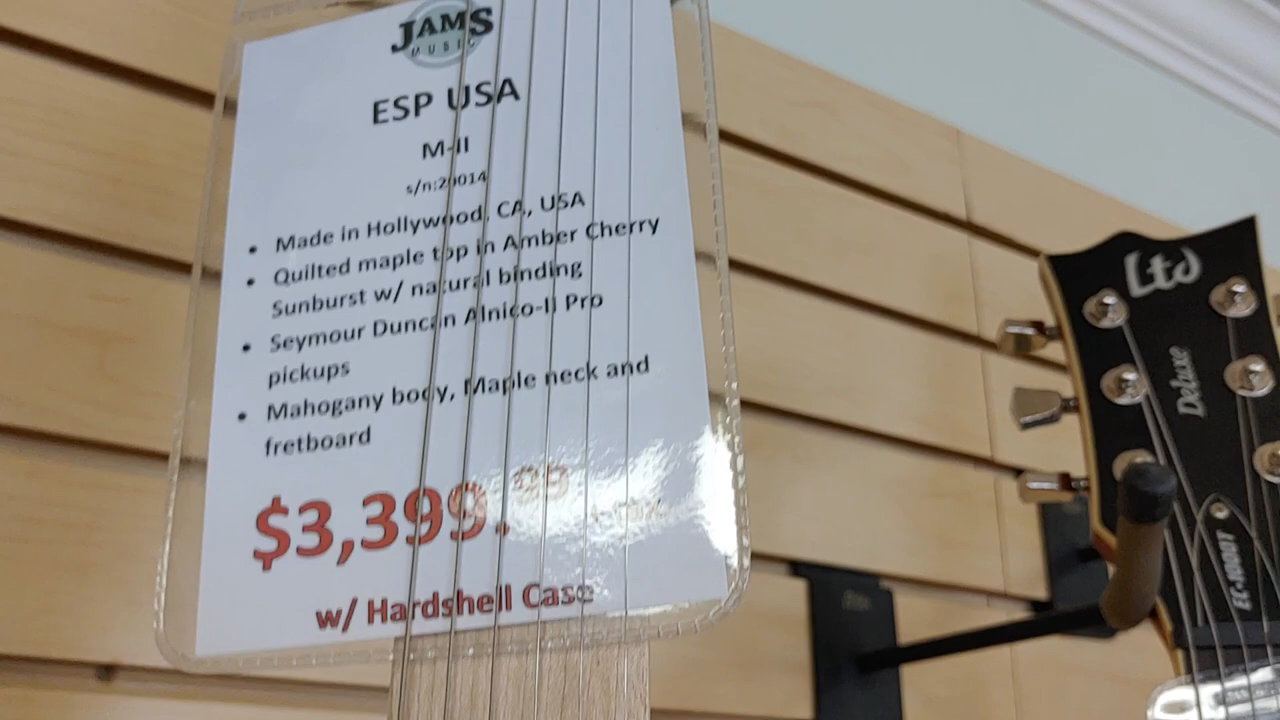 JAMS
MUSIC
ESP USA
M-II
s/n:20014
• Made in Hollywood, CA, USA
• Quilted maple top in Amber Cherry
Sunburst w/ natural binding
• Seymour Duncan Alnico-II Pro
pickups
• Mahogany body, Maple neck and
fretboard
$3,399.99
w/ Hardshell Case
Ltd
Deluxe
EC-1000T